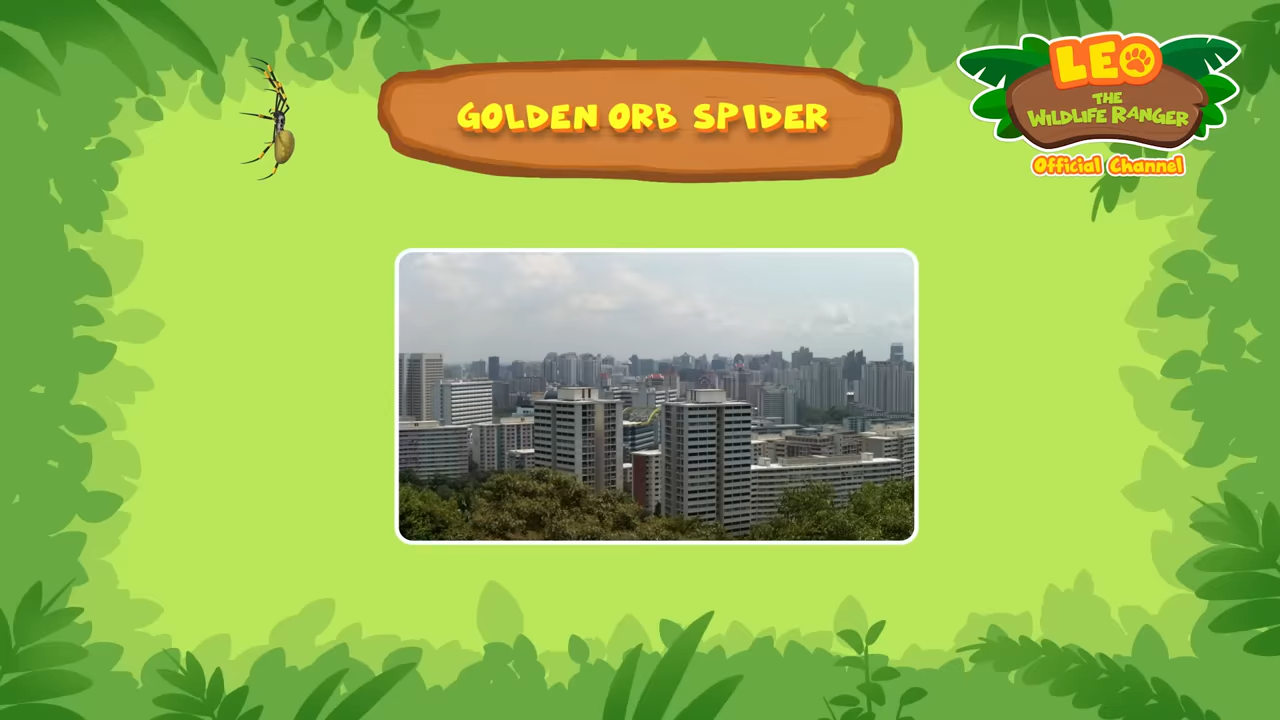 GOLDEN ORB SPIDER
LEO
THE
WILDLIFE RANGER
Official Channel